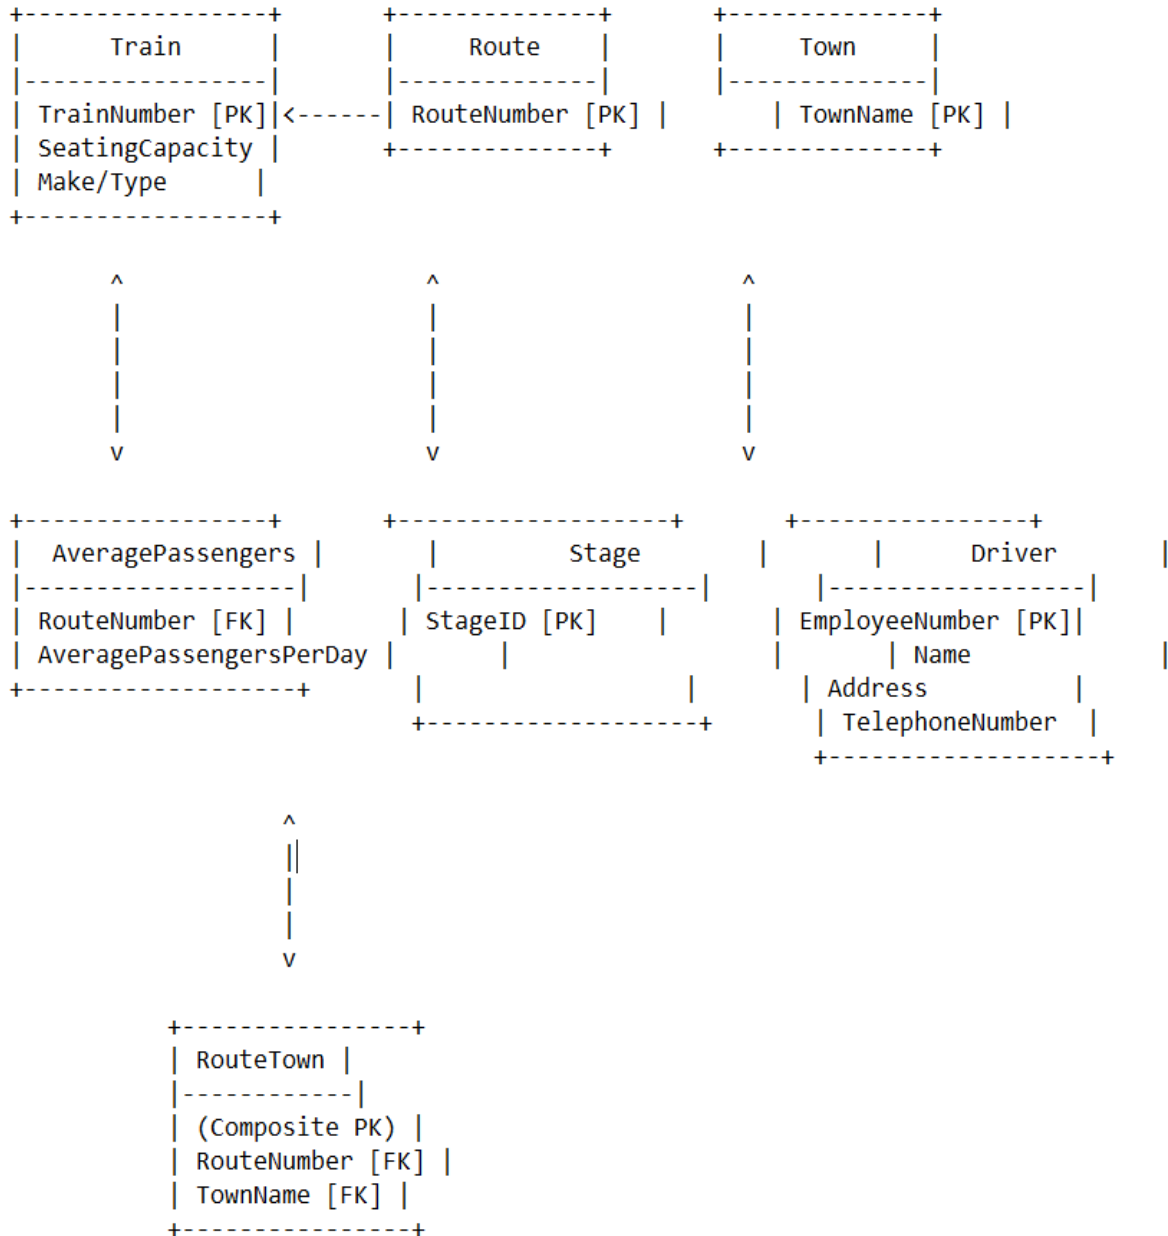 +-----------------+ +--------------+ +--------------+
| Train | | Route | | Town |
|-----------------| |--------------| |--------------|
| TrainNumber [PK]|<------| RouteNumber [PK] | | TownName [PK] |
| SeatingCapacity | +--------------+ +--------------+
| Make/Type |
+-----------------+
^ ^ ^
| | |
| | |
| | |
| | |
v v v
+-----------------+ +-------------------+ +----------------+
| AveragePassengers | | Stage | | Driver |
|-------------------| |-------------------| |------------------|
| RouteNumber [FK] | | StageID [PK] | | EmployeeNumber [PK]|
| AveragePassengersPerDay | | | | Name |
+-------------------+ | | | Address |
+-------------------+ | TelephoneNumber |
+-------------------+
^
|
|
|
v
+----------------+
| RouteTown |
|------------|
| (Composite PK) |
| RouteNumber [FK] |
| TownName [FK] |
+----------------+